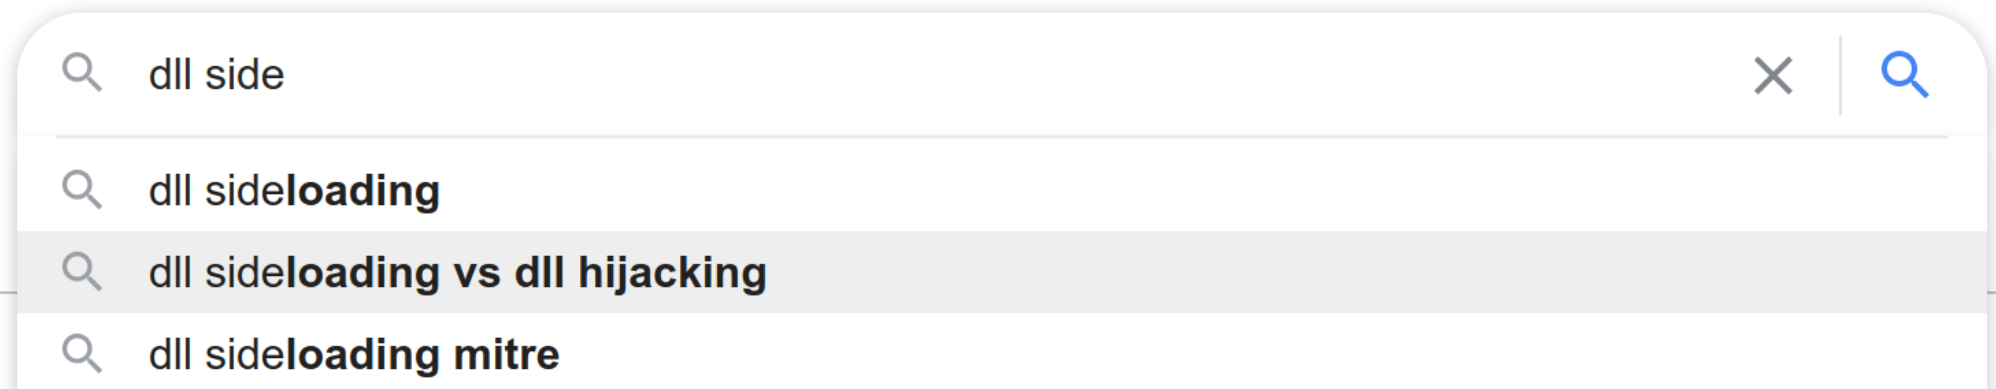 dll side
dll sideloading
dll sideloading vs dll hijacking
dll sideloading mitre